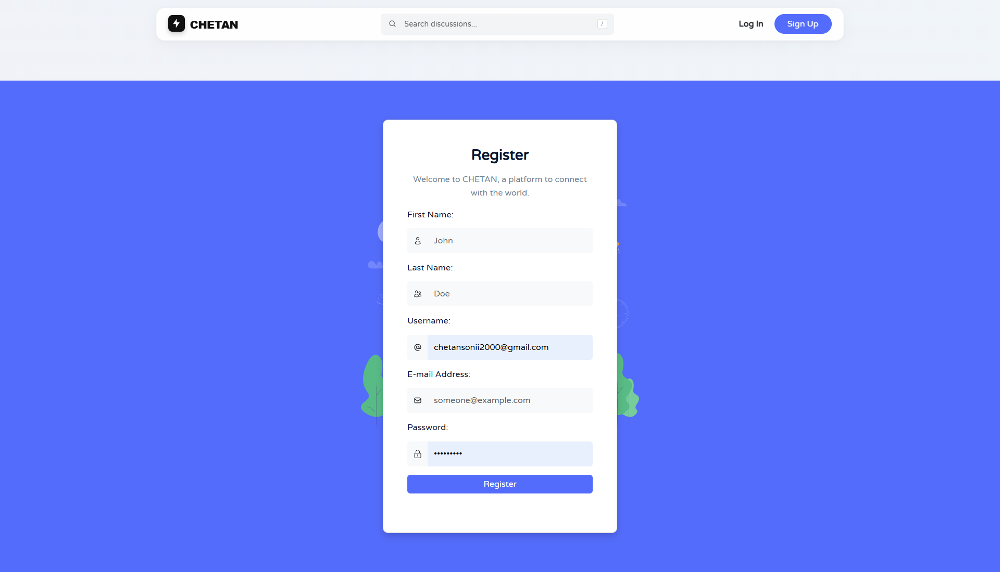 CHETAN
Search discussions...
/
Log In
Sign Up
Register
Welcome to CHETAN, a platform to connect
with the world.
First Name:
John
Last Name:
Doe
Username:
chetansonii2000@gmail.com
E-mail Address:
someone@example.com
Password:
•••••••••
Register